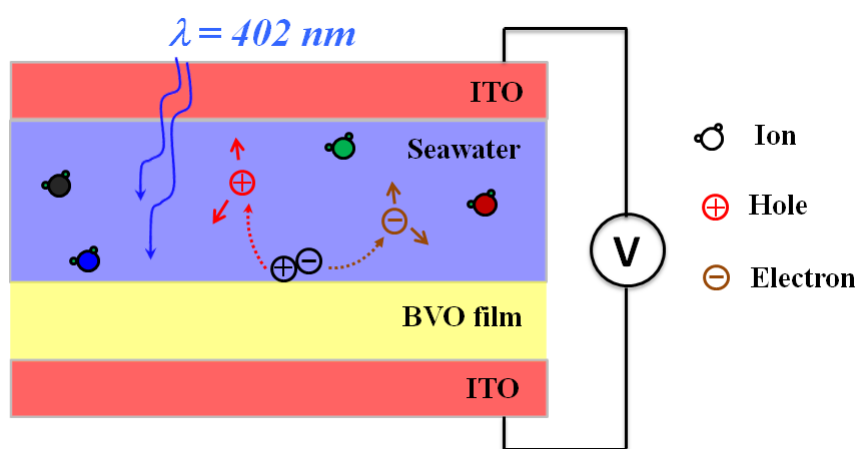 λ = 402 nm
ITO
Seawater
BVO film
ITO
V
Ion
Hole
Electron